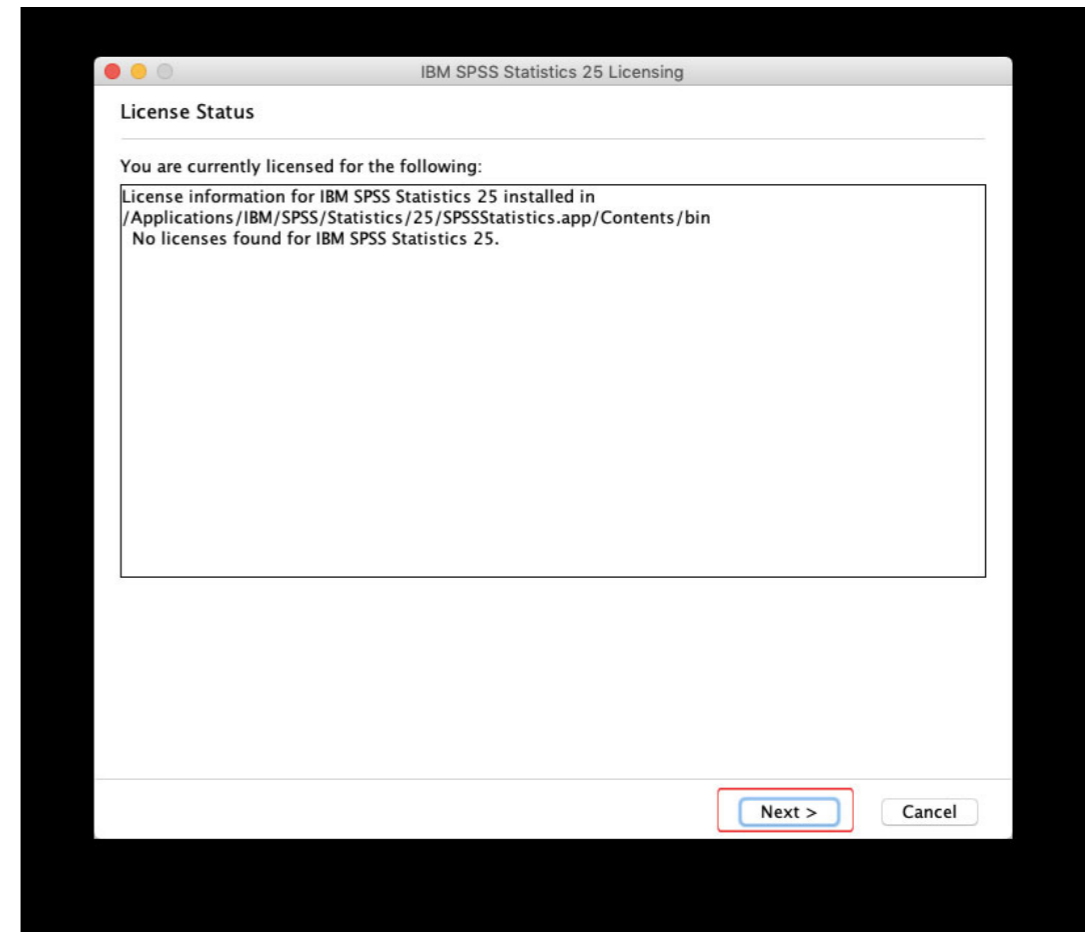 IBM SPSS Statistics 25 Licensing
License Status
You are currently licensed for the following:
License information for IBM SPSS Statistics 25 installed in
/Applications/IBM/SPSS/Statistics/25/SPSSStatistics.app/Contents/bin
No licenses found for IBM SPSS Statistics 25.
Next >
Cancel